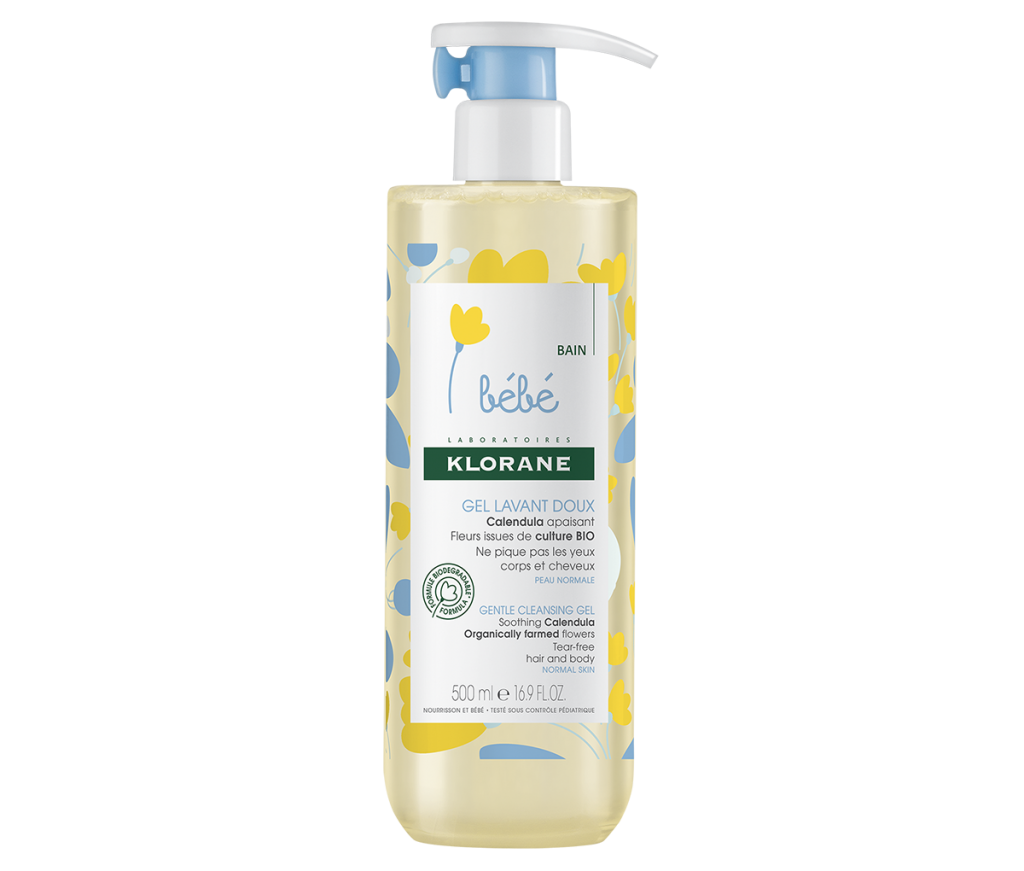 BAIN
bébé
LABORATOIRES
KLORANE
GEL LAVANT DOUX
Calendula apaisant
Fleurs issues de culture BIO
Ne pique pas les yeux
corps et cheveux
PEAU NORMALE
FORMULE BIODEGRADABLE
FORMULA
GENTLE CLEANSING GEL
Soothing Calendula
Organically farmed flowers
Tear-free
hair and body
NORMAL SKIN
500 ml ℮ 16.9 FL.OZ.
NOURRISSON ET BÉBÉ • TESTÉ SOUS CONTRÔLE PÉDIATRIQUE